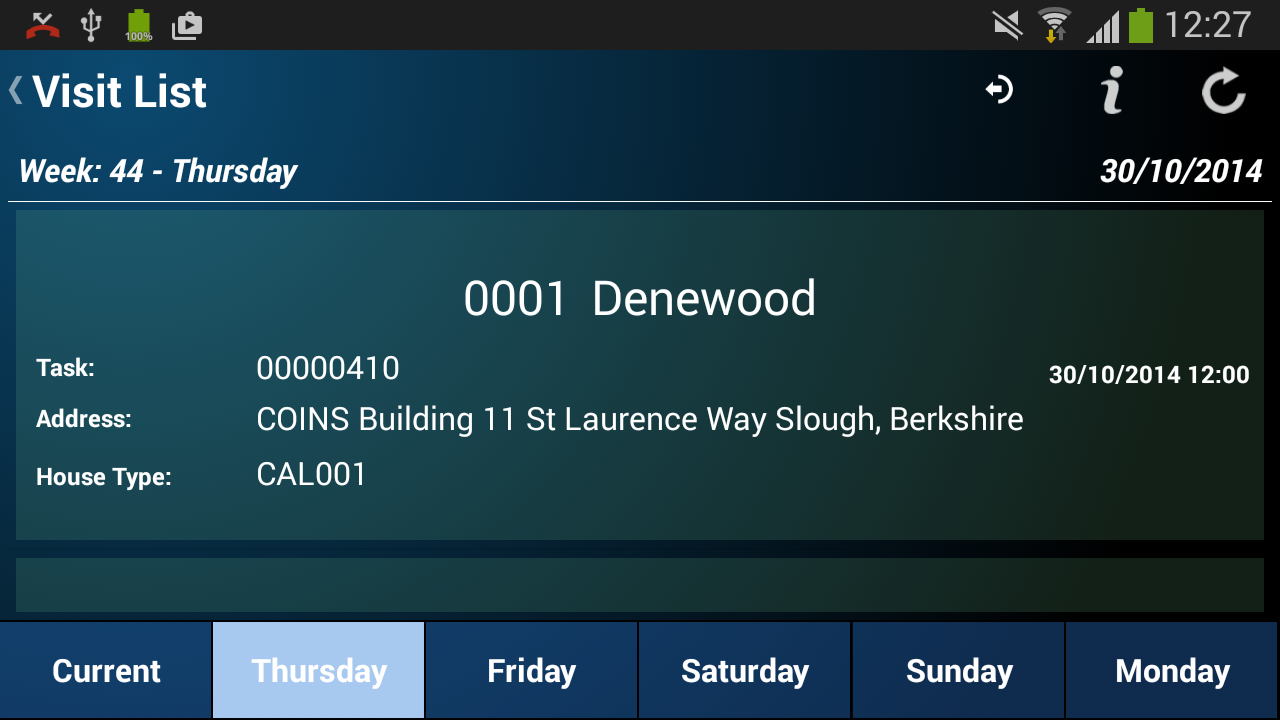 100%
12:27
Visit List
Week: 44 - Thursday
30/10/2014
0001 Denewood
Task:
00000410
30/10/2014 12:00
Address:
COINS Building 11 St Laurence Way Slough, Berkshire
House Type:
CAL001
Current
Thursday
Friday
Saturday
Sunday
Monday